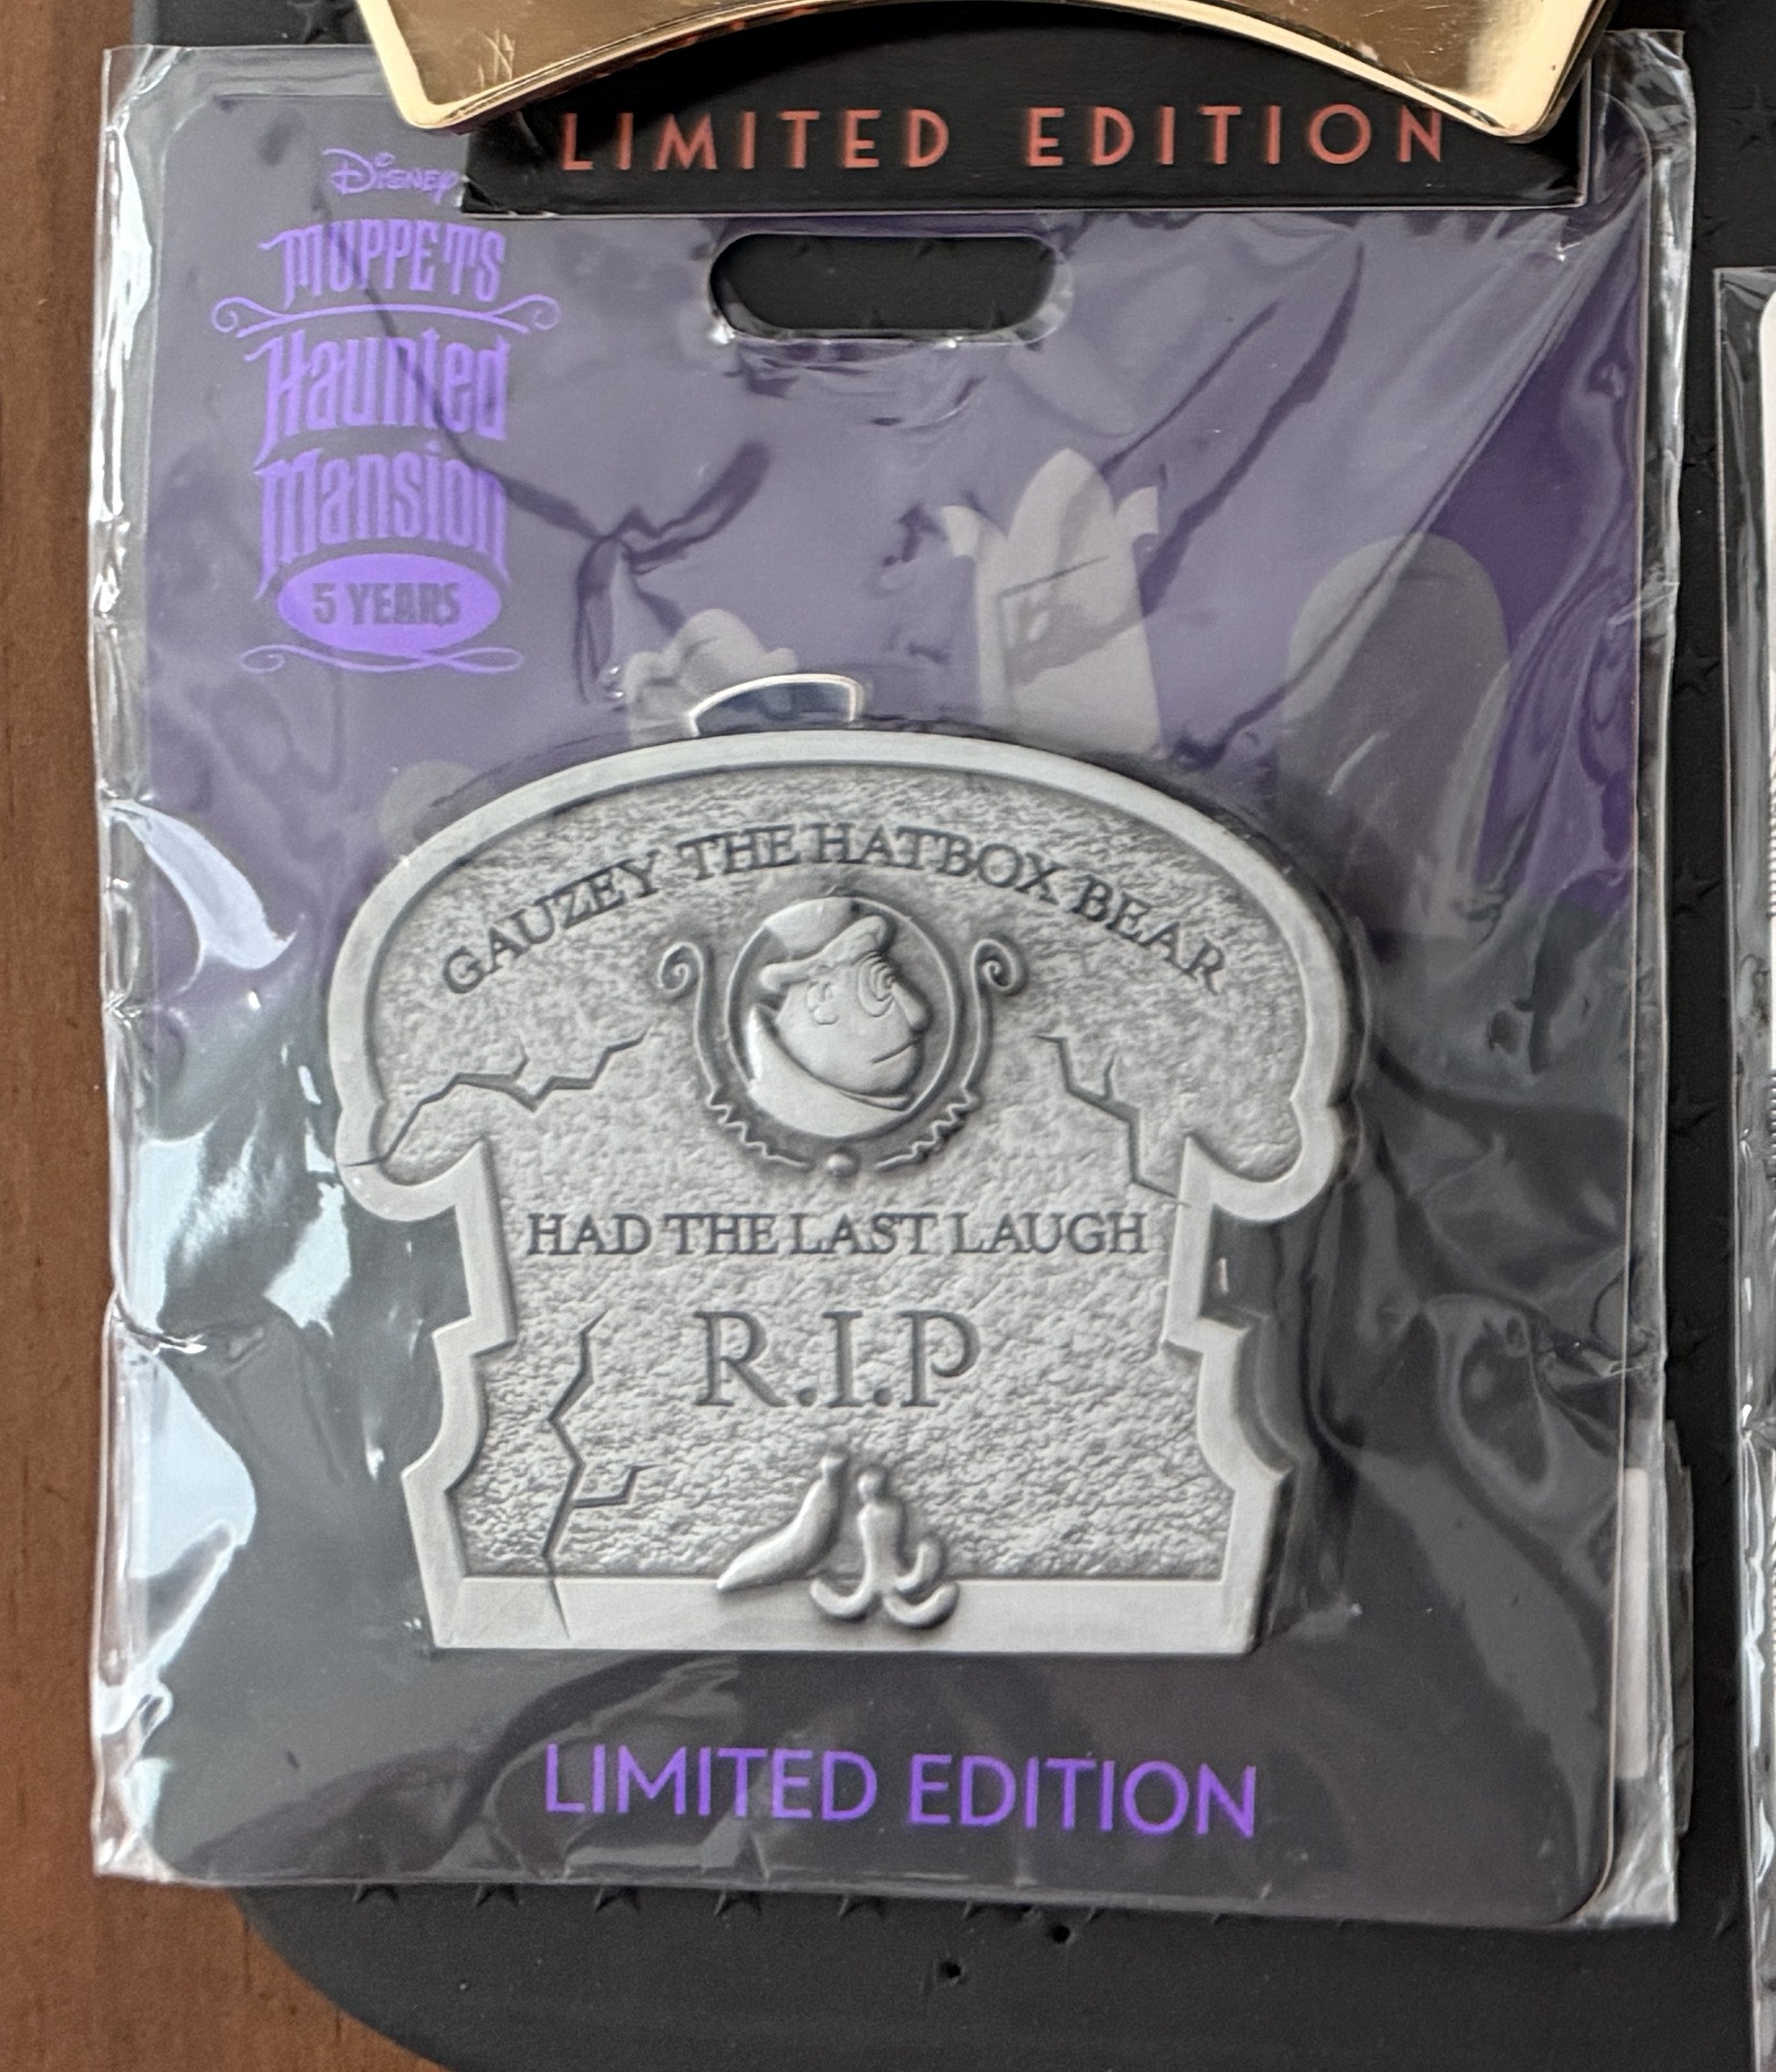 LIMITED EDITION
Disney
MUPPETS
Haunted
Mansion
5 YEARS
GAUZEY THE HATBOX BEAR
HAD THE LAST LAUGH
R.I.P
LIMITED EDITION